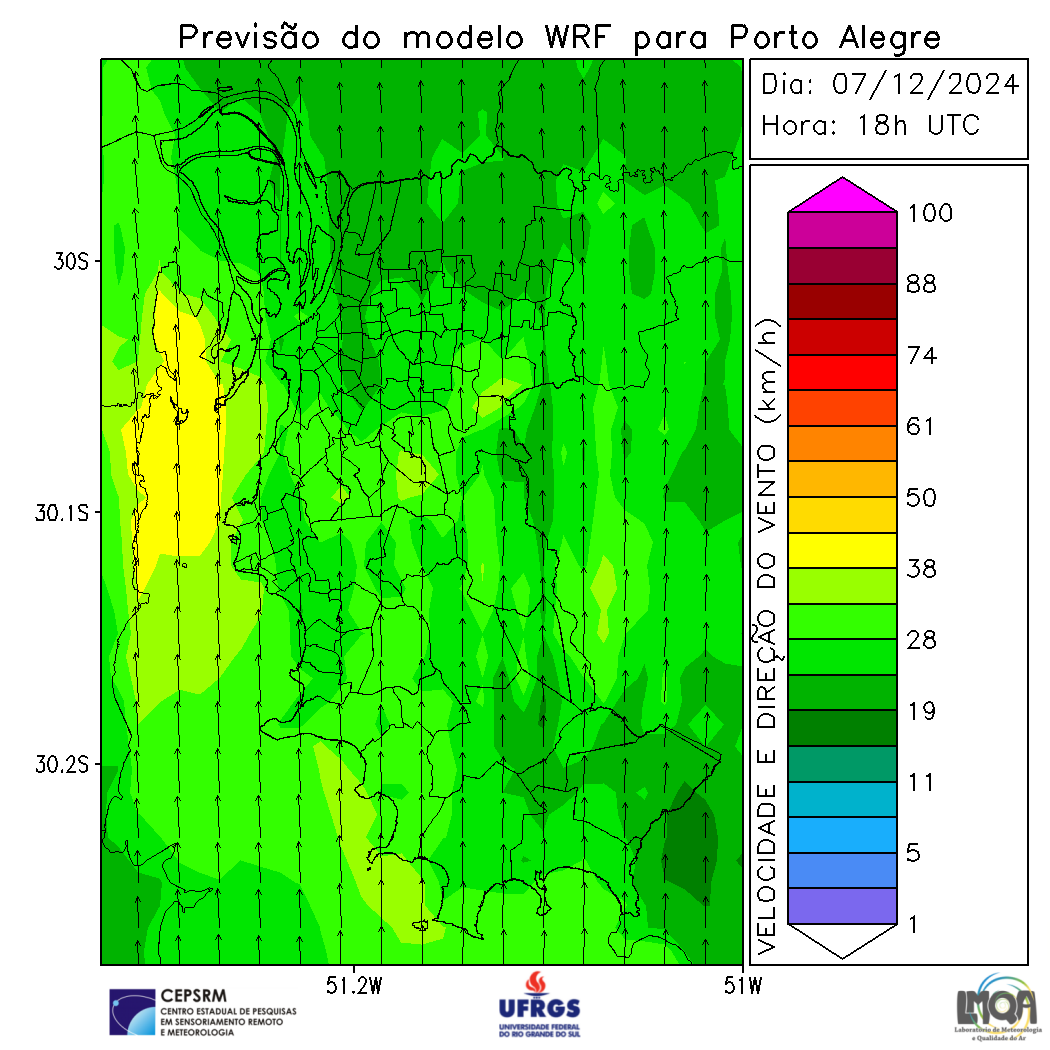 Previsão do modelo WRF para Porto Alegre
Dia: 07/12/2024
Hora: 18h UTC
30S
30.1S
30.2S
51.2W
51W
VELOCIDADE E DIREÇÃO DO VENTO (km/h)
100
88
74
61
50
38
28
19
11
5
1
CEPSRM
CENTRO ESTADUAL DE PESQUISAS
EM SENSORIAMENTO REMOTO
E METEOROLOGIA
UFRGS
UNIVERSIDADE FEDERAL
DO RIO GRANDE DO SUL
LMQA
Laboratório de Meteorologia
e Qualidade do Ar